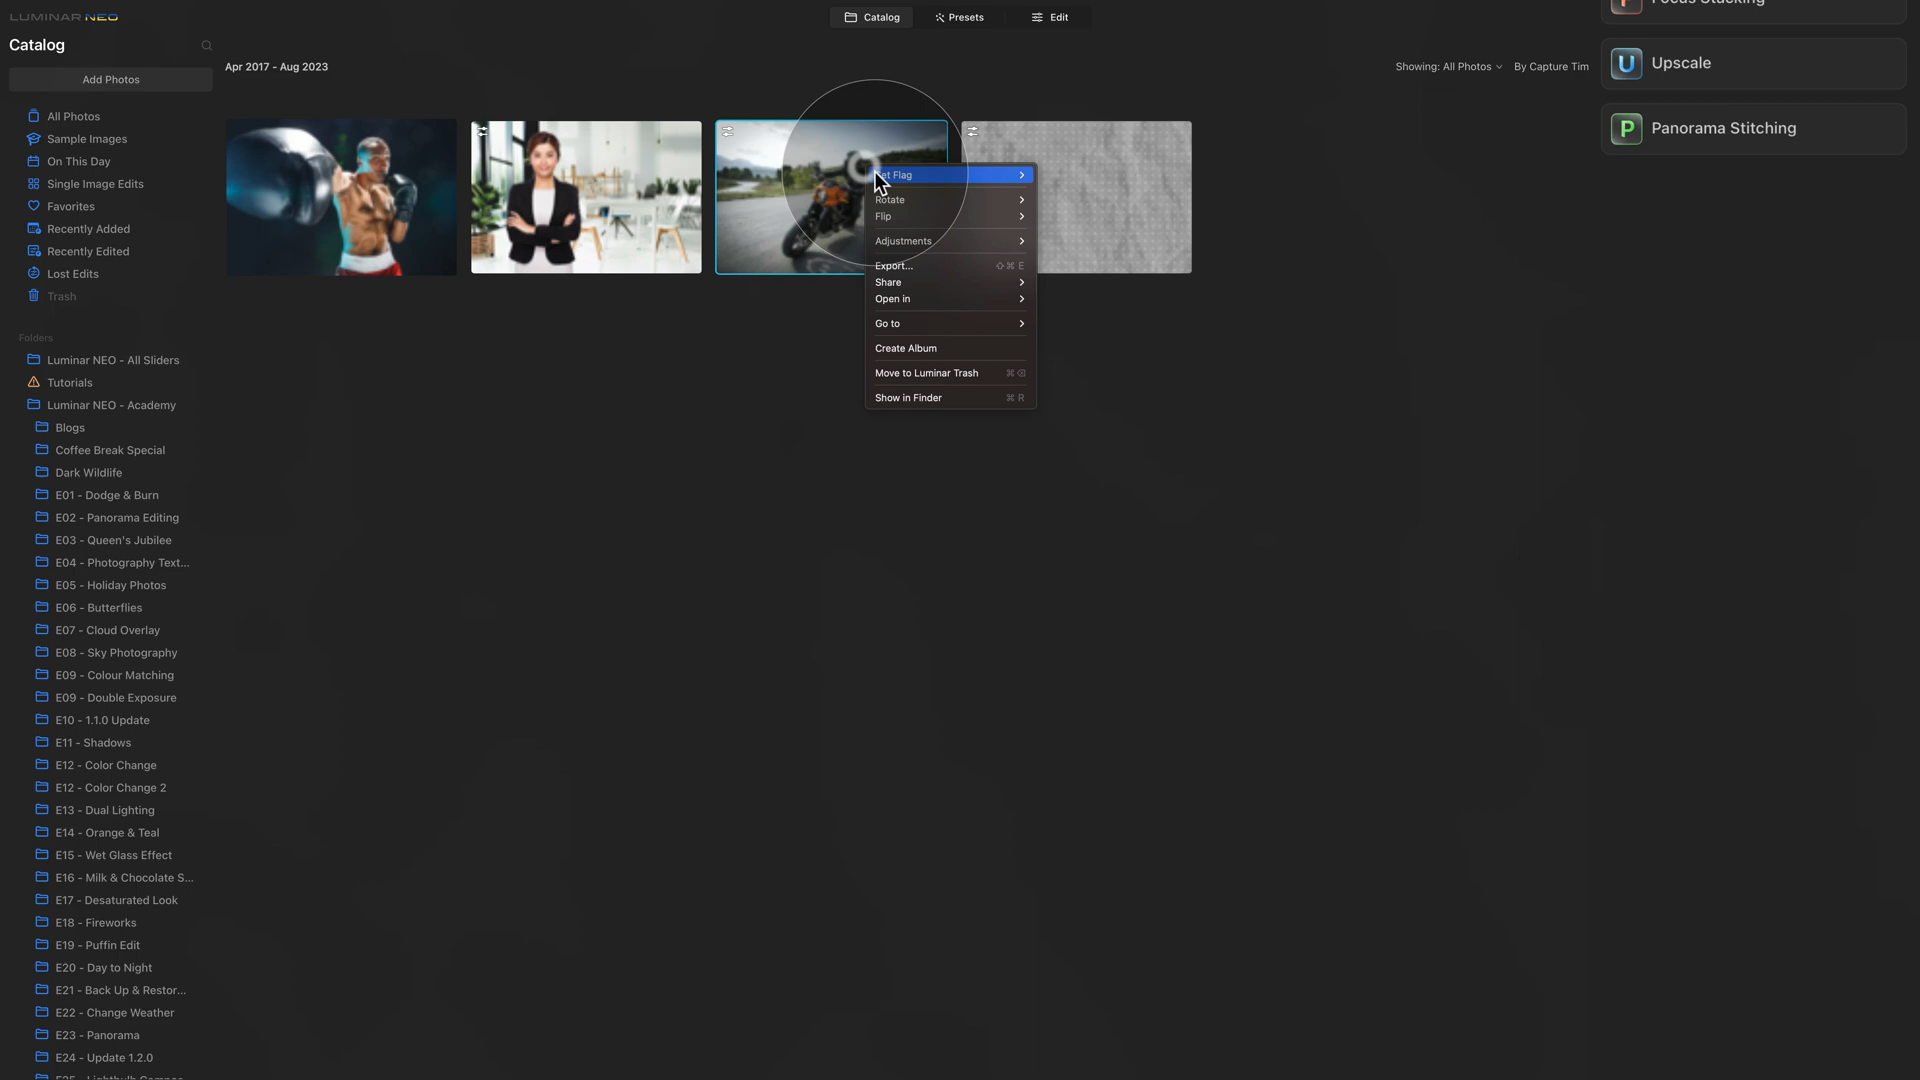 LUMINAR NEO
Catalog
Presets
Edit
Catalog
Add Photos
All Photos
Sample Images
On This Day
Single Image Edits
Favorites
Recently Added
Recently Edited
Lost Edits
Trash
Folders
Luminar NEO - All Sliders
Tutorials
Luminar NEO - Academy
Blogs
Coffee Break Special
Dark Wildlife
E01 - Dodge & Burn
E02 - Panorama Editing
E03 - Queen's Jubilee
E04 - Photography Text...
E05 - Holiday Photos
E06 - Butterflies
E07 - Cloud Overlay
E08 - Sky Photography
E09 - Colour Matching
E09 - Double Exposure
E10 - 1.1.0 Update
E11 - Shadows
E12 - Color Change
E12 - Color Change 2
E13 - Dual Lighting
E14 - Orange & Teal
E15 - Wet Glass Effect
E16 - Milk & Chocolate S...
E17 - Desaturated Look
E18 - Fireworks
E19 - Puffin Edit
E20 - Day to Night
E21 - Back Up & Restor...
E22 - Change Weather
E23 - Panorama
E24 - Update 1.2.0
Apr 2017 - Aug 2023
Showing: All Photos
By Capture Tim
et Flag
Rotate
Flip
Adjustments
Export... ⇧⌘ E
Share
Open in
Go to
Create Album
Move to Luminar Trash ⌘⌫
Show in Finder ⌘ R
Focus Stacking
U Upscale
P Panorama Stitching